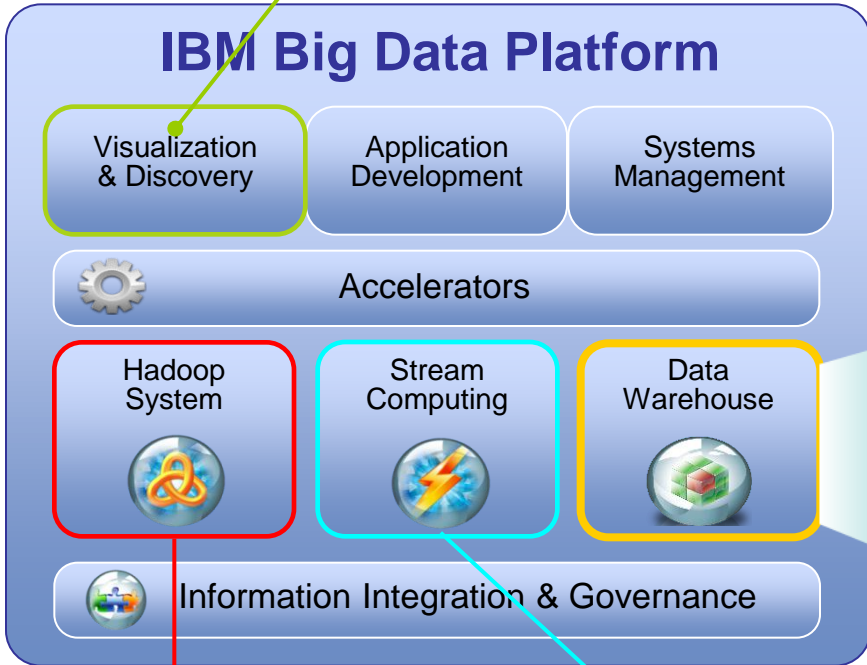 IBM Big Data Platform
Visualization
& Discovery
Application
Development
Systems
Management
Accelerators
Hadoop
System
Stream
Computing
Data
Warehouse
Information Integration & Governance